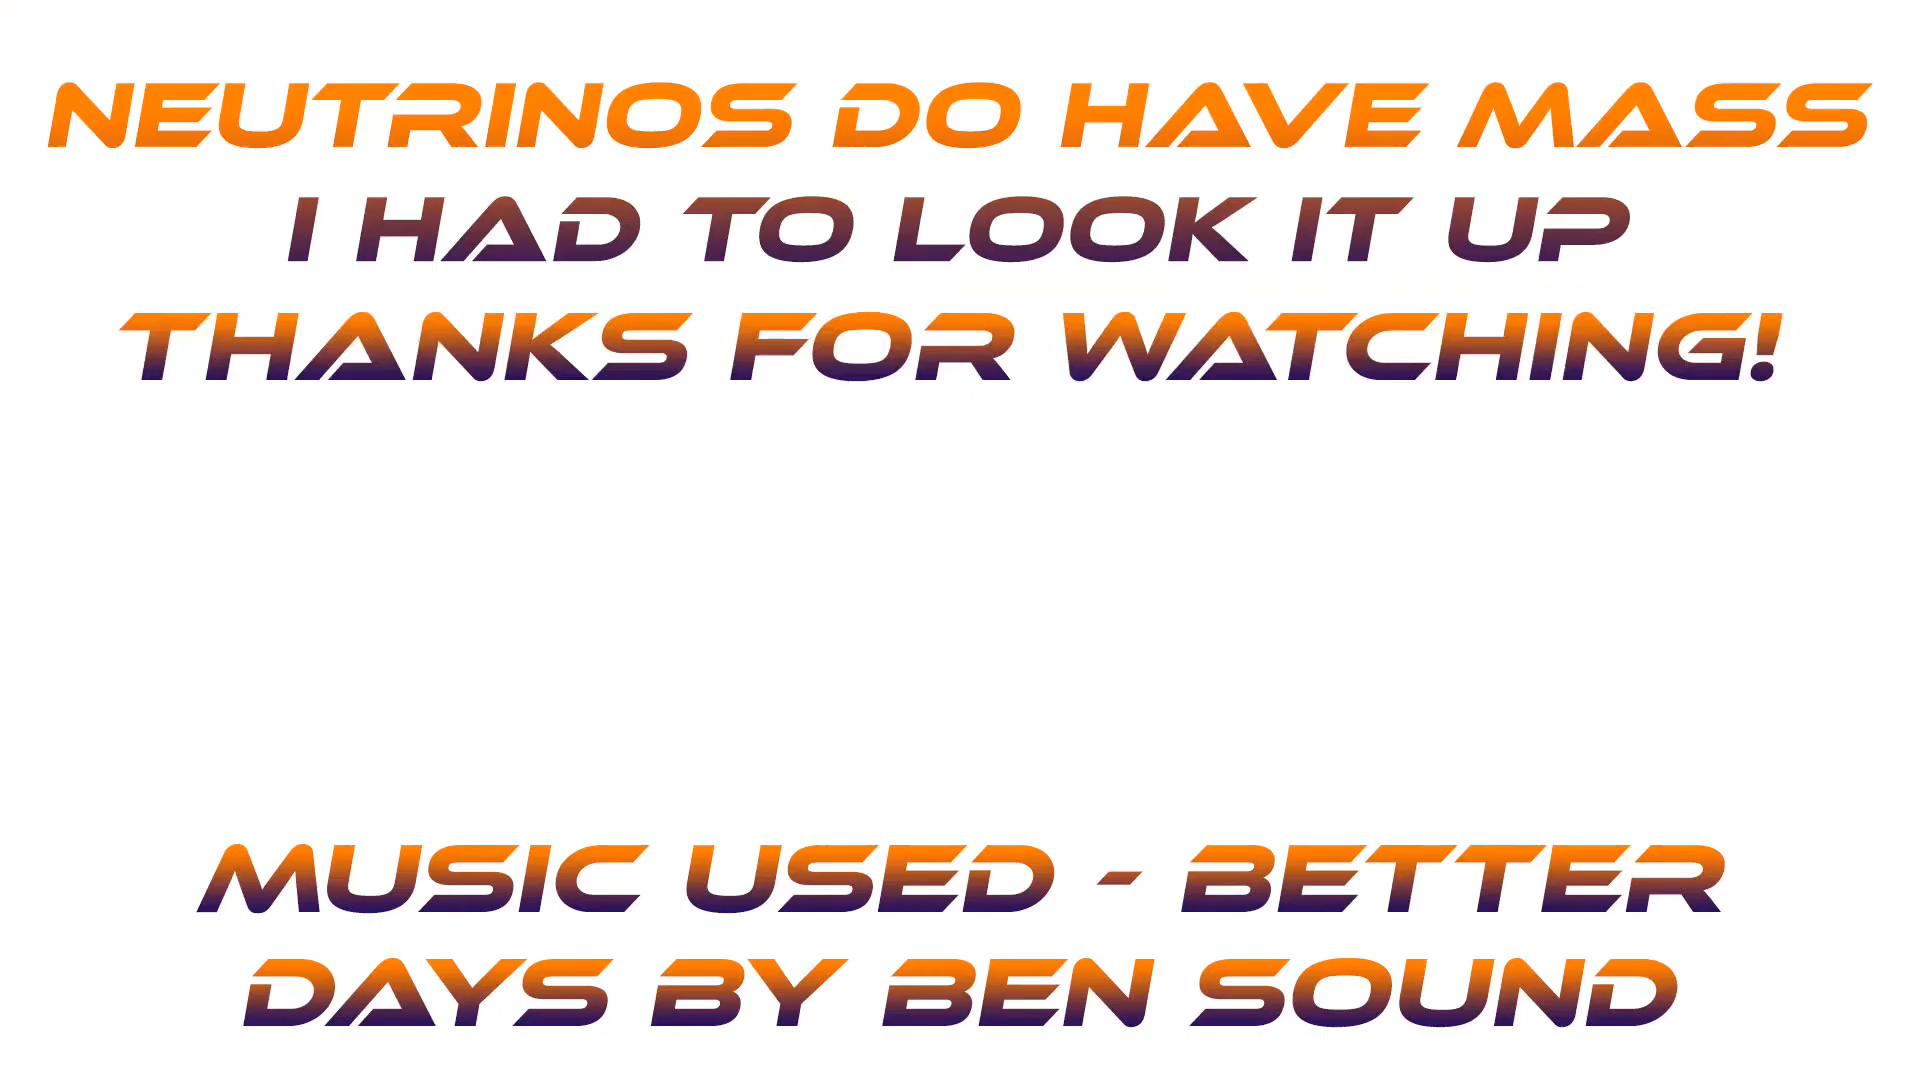 NEUTRINOS DO HAVE MASS
I HAD TO LOOK IT UP
THANKS FOR WATCHING!
MUSIC USED - BETTER
DAYS BY BEN SOUND